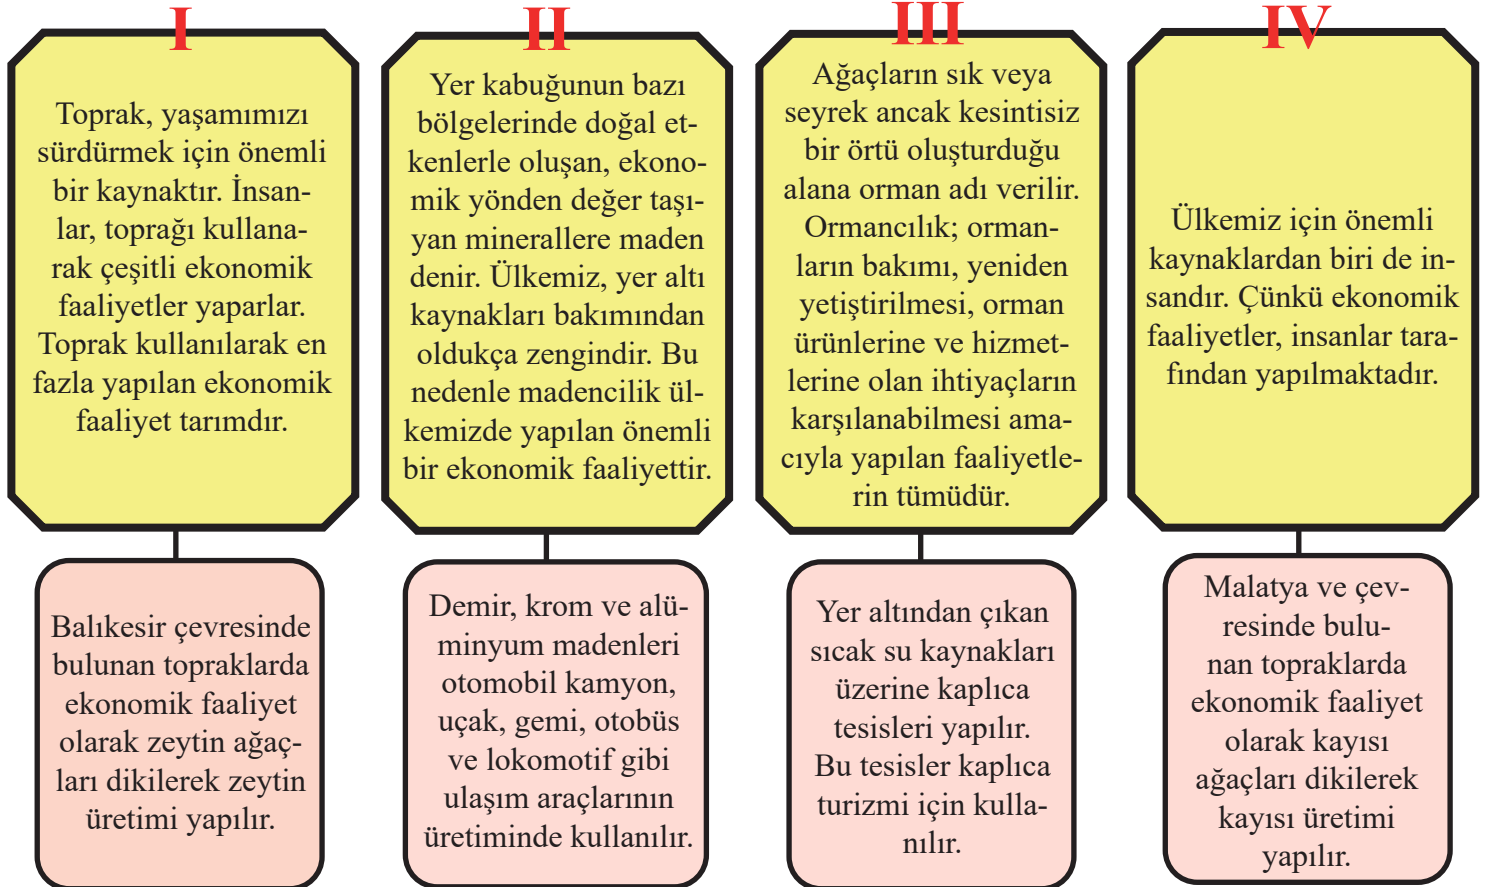 I
Toprak, yaşamımızı
sürdürmek için önemli
bir kaynaktır. İnsan-
lar, toprağı kullana-
rak çeşitli ekonomik
faaliyetler yaparlar.
Toprak kullanılarak en
fazla yapılan ekonomik
faaliyet tarımdır.
Balıkesir çevresinde
bulunan topraklarda
ekonomik faaliyet
olarak zeytin ağaç-
ları dikilerek zeytin
üretimi yapılır.
II
Yer kabuğunun bazı
bölgelerinde doğal et-
kenlerle oluşan, ekono-
mik yönden değer taşı-
yan minerallere maden
denir. Ülkemiz, yer altı
kaynakları bakımından
oldukça zengindir. Bu
nedenle madencilik ül-
kemizde yapılan önemli
bir ekonomik faaliyettir.
Demir, krom ve alü-
minyum madenleri
otomobil kamyon,
uçak, gemi, otobüs
ve lokomotif gibi
ulaşım araçlarının
üretiminde kullanılır.
III
Ağaçların sık veya
seyrek ancak kesintisiz
bir örtü oluşturduğu
alana orman adı verilir.
Ormancılık; orman-
ların bakımı, yeniden
yetiştirilmesi, orman
ürünlerine ve hizmet-
lerine olan ihtiyaçların
karşılanabilmesi ama-
cıyla yapılan faaliyetle-
rin tümüdür.
Yer altından çıkan
sıcak su kaynakları
üzerine kaplıca
tesisleri yapılır.
Bu tesisler kaplıca
turizmi için kulla-
nılır.
IV
Ülkemiz için önemli
kaynaklardan biri de in-
sandır. Çünkü ekonomik
faaliyetler, insanlar tara-
fından yapılmaktadır.
Malatya ve çev-
resinde bulu-
nan topraklarda
ekonomik faaliyet
olarak kayısı
ağaçları dikilerek
kayısı üretimi
yapılır.